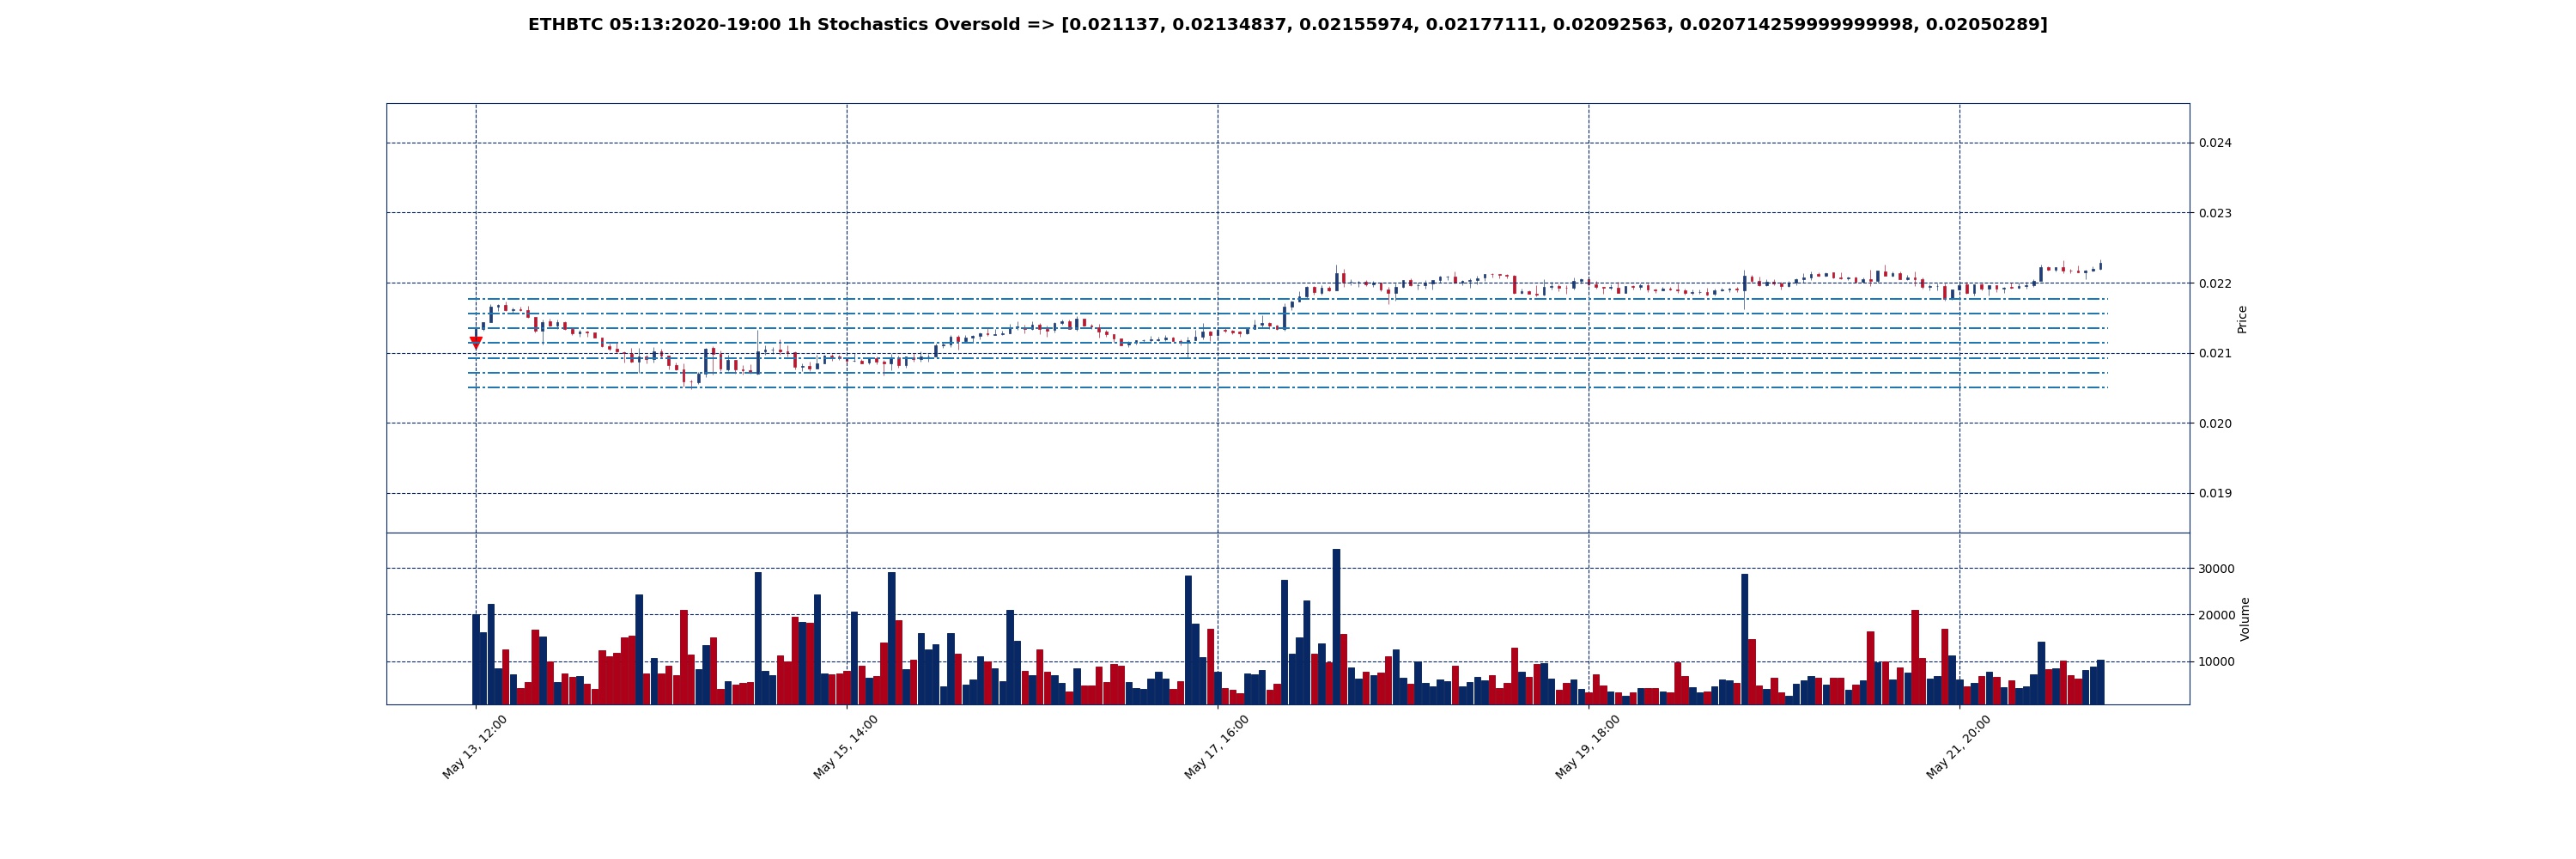 ETHBTC 05:13:2020-19:00 1h Stochastics Oversold => [0.021137, 0.02134837, 0.02155974, 0.02177111, 0.02092563, 0.020714259999999998, 0.02050289]
0.024
0.023
0.022
Price
0.021
0.020
0.019
30000
20000
Volume
10000
May 13, 12:00
May 15, 14:00
May 17, 16:00
May 19, 18:00
May 21, 20:00